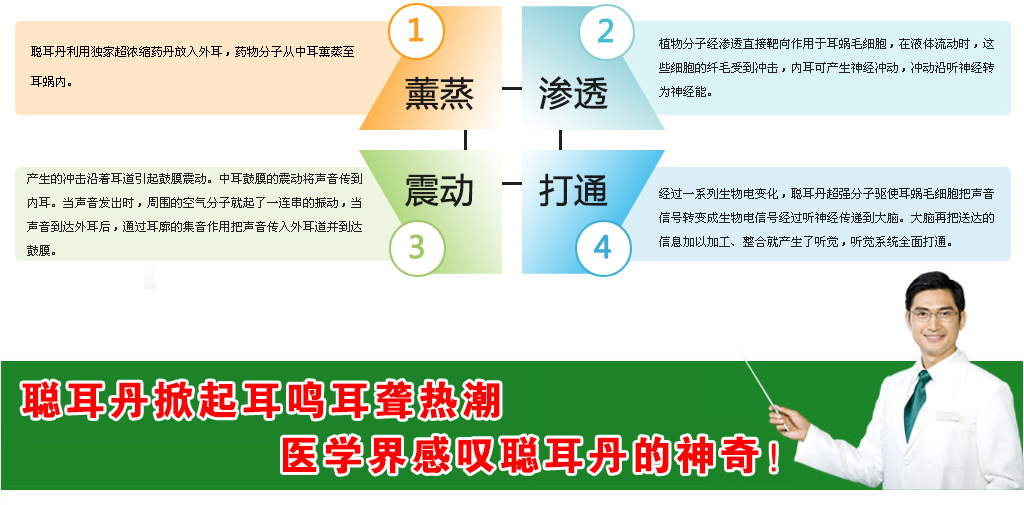 聪耳丹利用独家超浓缩药丹放入外耳，药物分子从中耳薰蒸至
耳蜗内。
1
薰蒸
2
渗透
植物分子经渗透直接靶向作用于耳蜗毛细胞，在液体流动时，这
些细胞的纤毛受到冲击，内耳可产生神经冲动，冲动沿听神经转
为神经能。
产生的冲击沿着耳道引起鼓膜震动。中耳鼓膜的震动将声音传到
内耳。当声音发出时，周围的空气分子就起了一连串的振动，当
声音到达外耳后，通过耳廓的集音作用把声音传入外耳道并到达
鼓膜。
震动
3
打通
4
经过一系列生物电变化，聪耳丹超强分子驱使耳蜗毛细胞把声音
信号转变成生物电信号经过听神经传递到大脑。大脑再把送达的
信息加以加工、整合就产生了听觉，听觉系统全面打通。
聪耳丹掀起耳鸣耳聋热潮
医学界感叹聪耳丹的神奇！